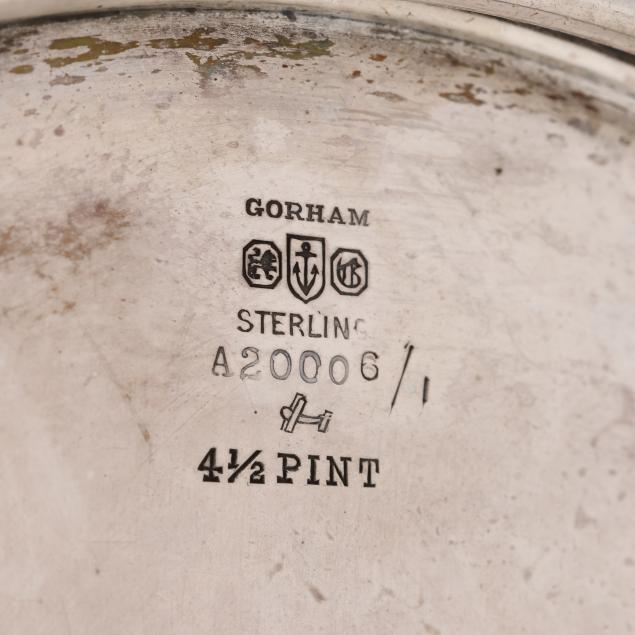 GORHAM
STERLING
A20006/1
4½ PINT